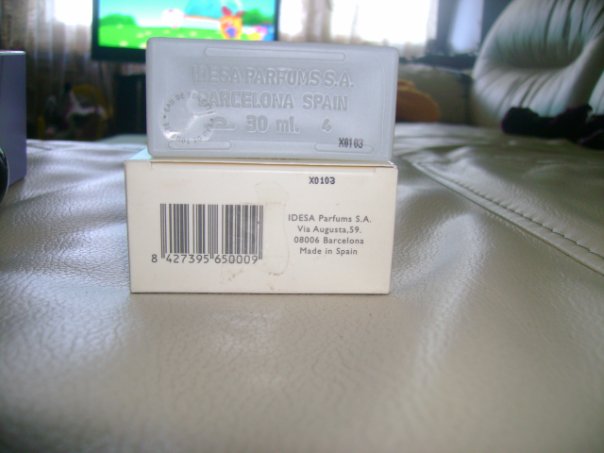 IDESA PARFUMS S.A.
BARCELONA SPAIN
30 ml. 4
X0103
X0103
IDESA Parfums S.A.
Via Augusta,59.
08006 Barcelona
Made in Spain
8 427395 650009